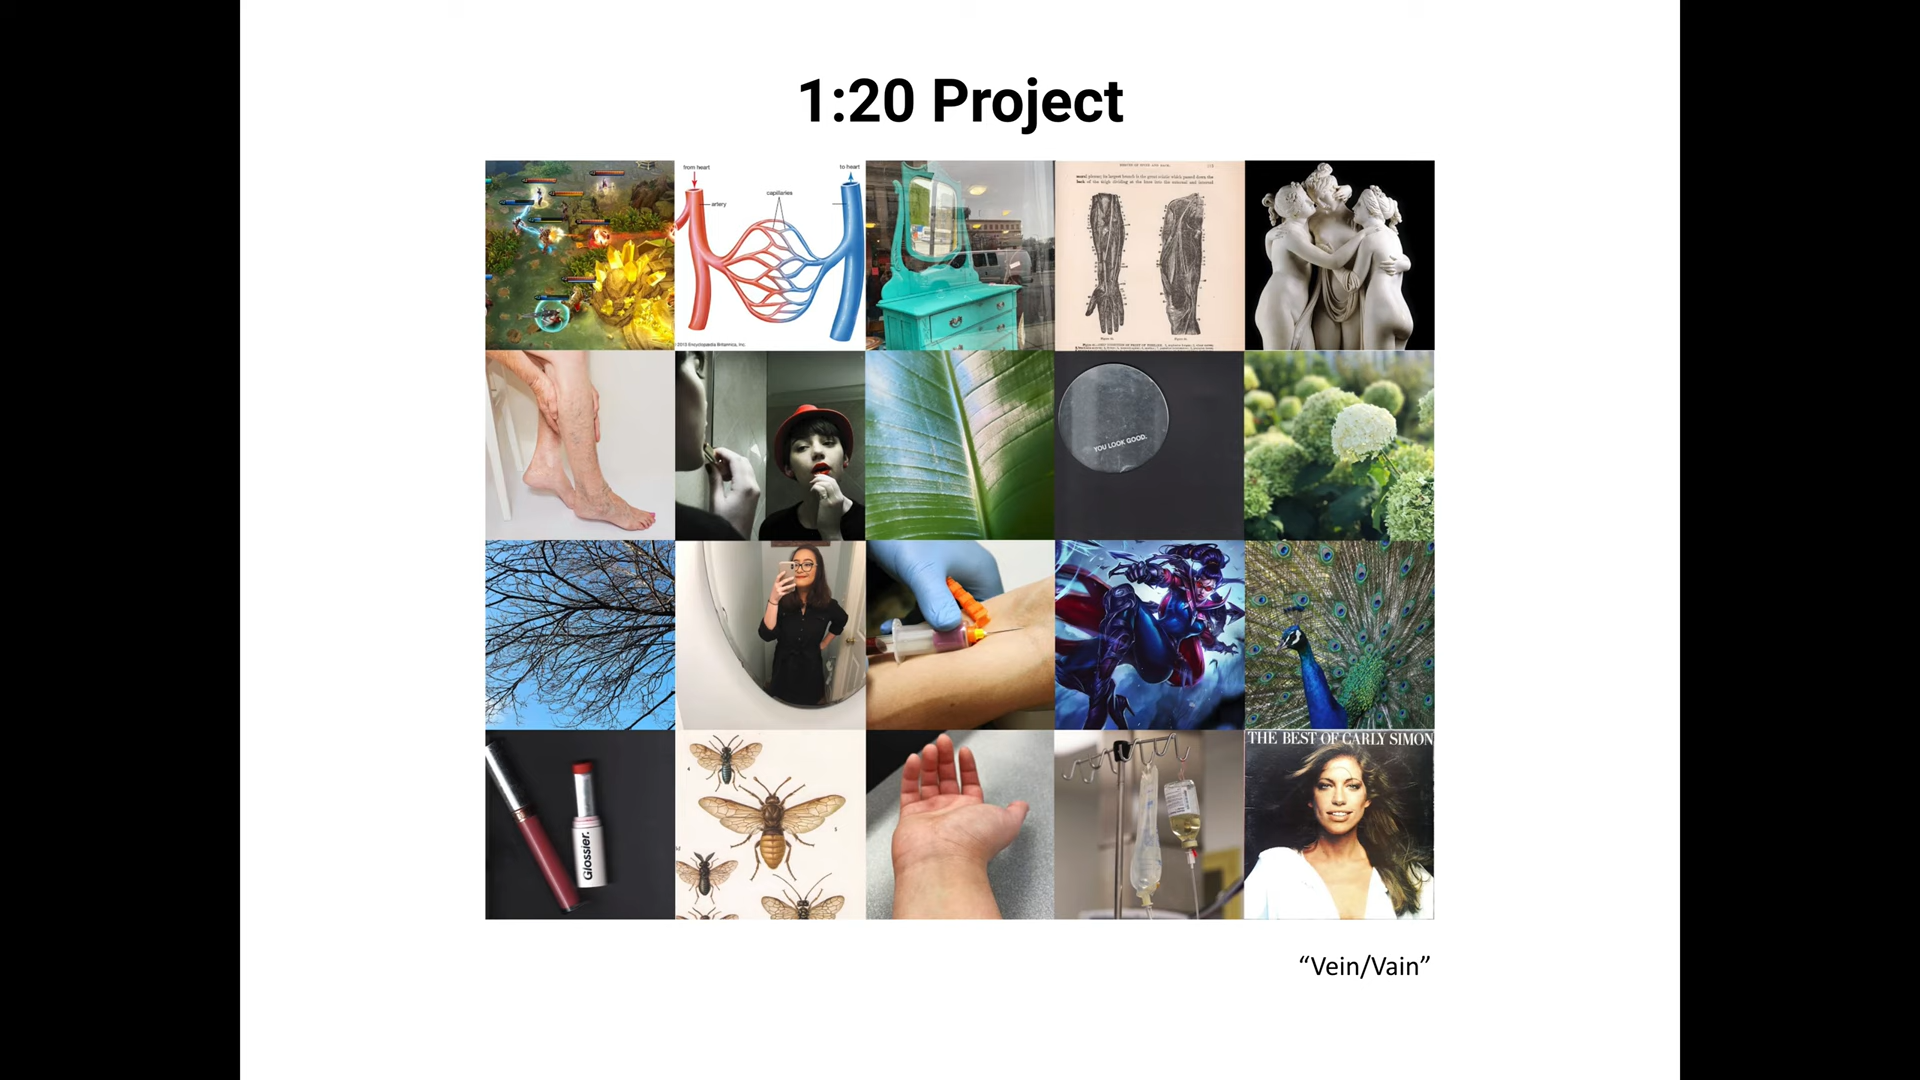 1:20 Project
from heart
to heart
capillaries
artery
YOU LOOK GOOD.
Glossier.
THE BEST OF CARLY SIMON
“Vein/Vain”